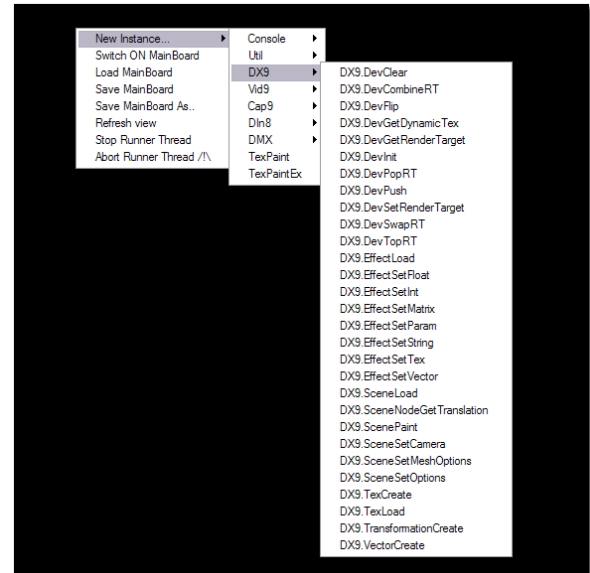 New Instance...
Switch ON MainBoard
Load MainBoard
Save MainBoard
Save MainBoard As..
Refresh view
Stop Runner Thread
Abort Runner Thread /!\
Console
Util
DX9
Vid9
Cap9
DIn8
DMX
TexPaint
TexPaintEx
DX9.DevClear
DX9.DevCombineRT
DX9.DevFlip
DX9.DevGetDynamicTex
DX9.DevGetRenderTarget
DX9.DevInit
DX9.DevPopRT
DX9.DevPush
DX9.DevSetRenderTarget
DX9.DevSwapRT
DX9.DevTopRT
DX9.EffectLoad
DX9.EffectSetFloat
DX9.EffectSetInt
DX9.EffectSetMatrix
DX9.EffectSetParam
DX9.EffectSetString
DX9.EffectSetTex
DX9.EffectSetVector
DX9.SceneLoad
DX9.SceneNodeGetTranslation
DX9.ScenePaint
DX9.SceneSetCamera
DX9.SceneSetMeshOptions
DX9.SceneSetOptions
DX9.TexCreate
DX9.TexLoad
DX9.TransformationCreate
DX9.VectorCreate